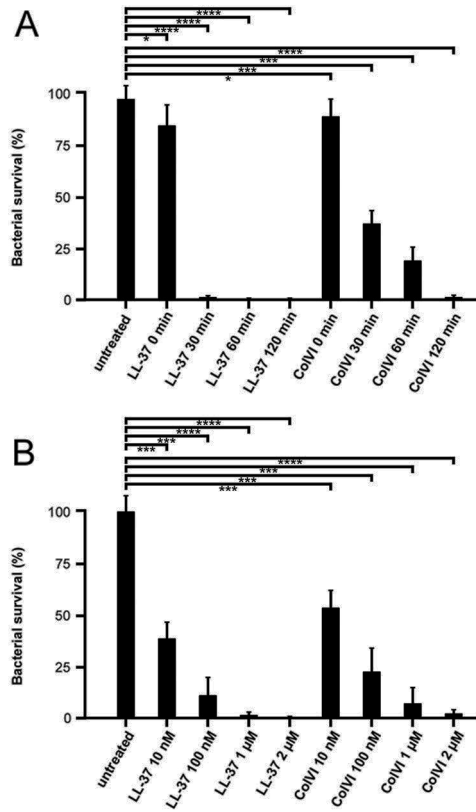 A
****
****
****
*
****
***
***
*
Bacterial survival (%)
100
75
50
25
0
untreated
LL-37 0 min
LL-37 30 min
LL-37 60 min
LL-37 120 min
ColVI 0 min
ColVI 30 min
ColVI 60 min
ColVI 120 min
B
****
****
***
***
****
***
***
***
Bacterial survival (%)
100
75
50
25
0
untreated
LL-37 10 nM
LL-37 100 nM
LL-37 1 µM
LL-37 2 µM
ColVI 10 nM
ColVI 100 nM
ColVI 1 µM
ColVI 2 µM